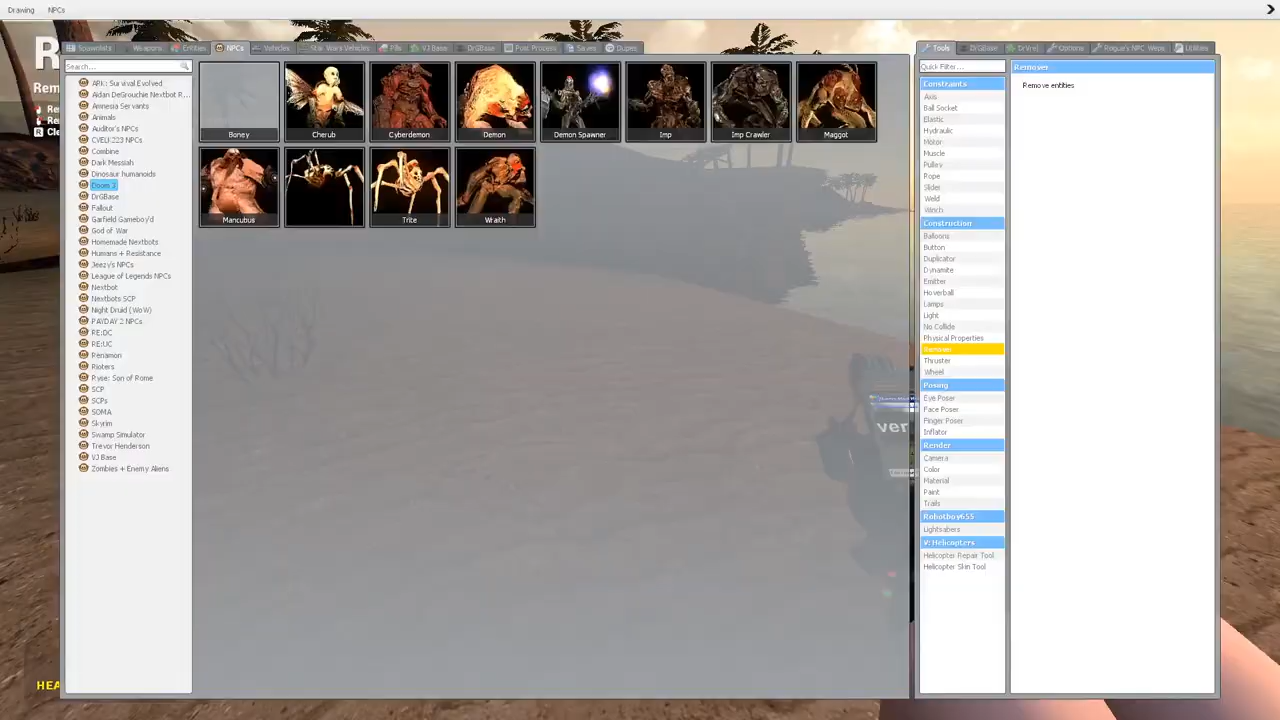 Drawing NPCs
Spawnlists Weapons Entities NPCs Vehicles Star Wars Vehicles Pills VJ Base DrGBase Post Process Saves Dupes
Search...
ARK: Survival Evolved
Aidan DeGrouchie Nextbot R...
Amnesia Servants
Animals
Auditor's NPCs
Combine
Dark Messiah
Dinosaur humanoids
Doom 3
DrGBase
Fallout
Garfield Gameboy'd
God of War
Homemade Nextbots
Humans + Resistance
Jeezy's NPCs
League of Legends NPCs
Nextbot
Nextbots SCP
Night Druid (WoW)
PAYDAY 2 NPCs
RE:DC
RE:UC
Renamon
Rioters
Ryse: Son of Rome
SCP
SCPs
SOMA
Skyrim
Swamp Simulator
Trevor Henderson
VJ Base
Zombies + Enemy Aliens
Boney Cherub Cyberdemon Demon Demon Spawner Imp Imp Crawler Maggot
Mancubus Trite Wraith
Tools DrGBase Options Rogue's NPC Weps Utilities
Quick Filter...
Constraints
Axis
Ball Socket
Elastic
Hydraulic
Motor
Muscle
Pulley
Rope
Slider
Weld
Winch
Construction
Balloons
Button
Duplicator
Dynamite
Emitter
Hoverball
Lamps
Light
No Collide
Physical Properties
Remover
Thruster
Wheel
Posing
Eye Poser
Face Poser
Finger Poser
Inflator
Render
Camera
Color
Material
Paint
Trails
Robotboy655
Lightsabers
V: Helicopters
Helicopter Repair Tool
Helicopter Skin Tool
Remover
Remove entities
R
Rem
Re
Re
R Cle
HEA
ver